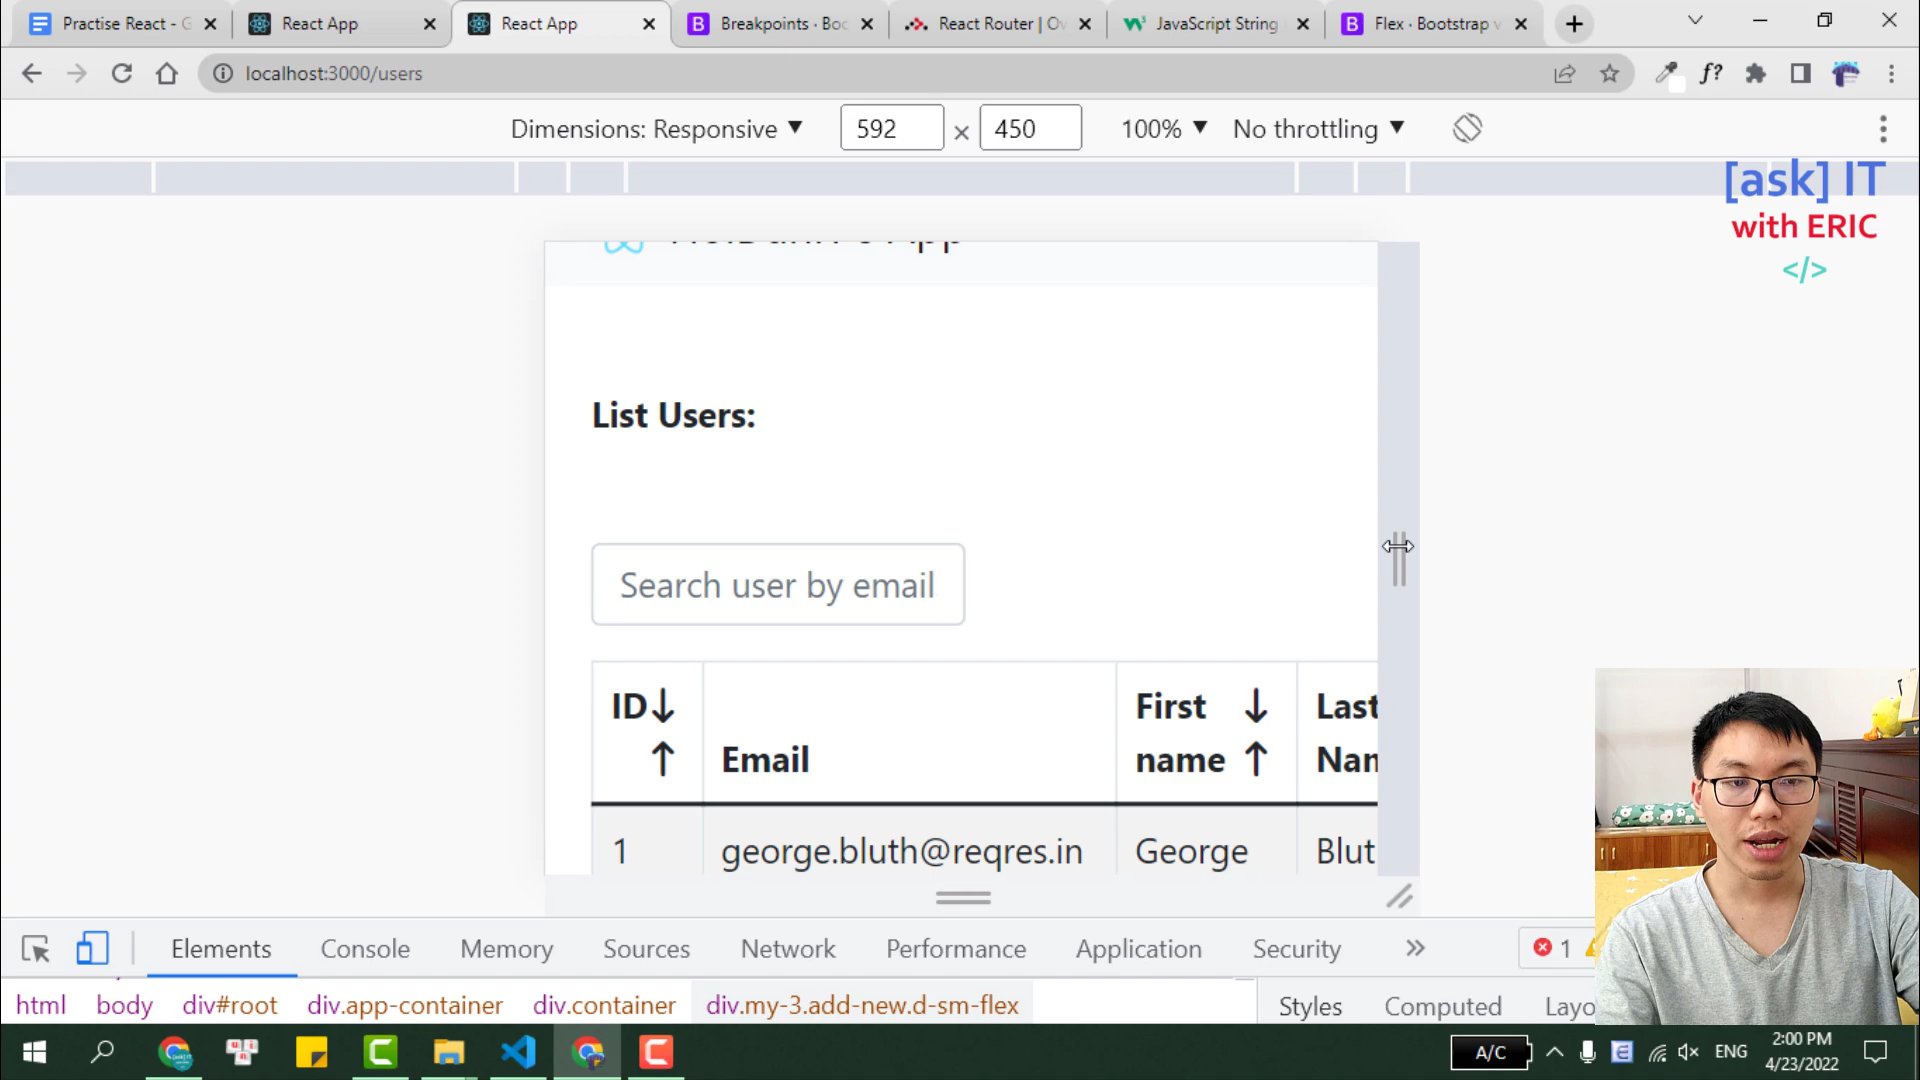 Practise React - G
React App
React App
Breakpoints · Boo
React Router | Ov
JavaScript String
Flex · Bootstrap v
localhost:3000/users
f?
Dimensions: Responsive
592 × 450
100%
No throttling
[ask] IT
with ERIC
</>
List Users:
Search user by email
ID
Email
First
name
Last
Nan
1
george.bluth@reqres.in
George
Blut
Elements
Console
Memory
Sources
Network
Performance
Application
Security
1
html
body
div#root
div.app-container
div.container
div.my-3.add-new.d-sm-flex
Styles
Computed
Layo
A/C
ENG
2:00 PM
4/23/2022